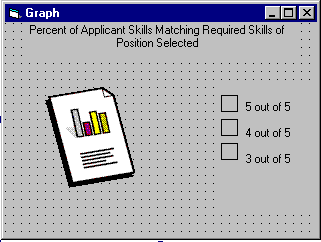 Graph
Percent of Applicant Skills Matching Required Skills of
Position Selected
5 out of 5
4 out of 5
3 out of 5